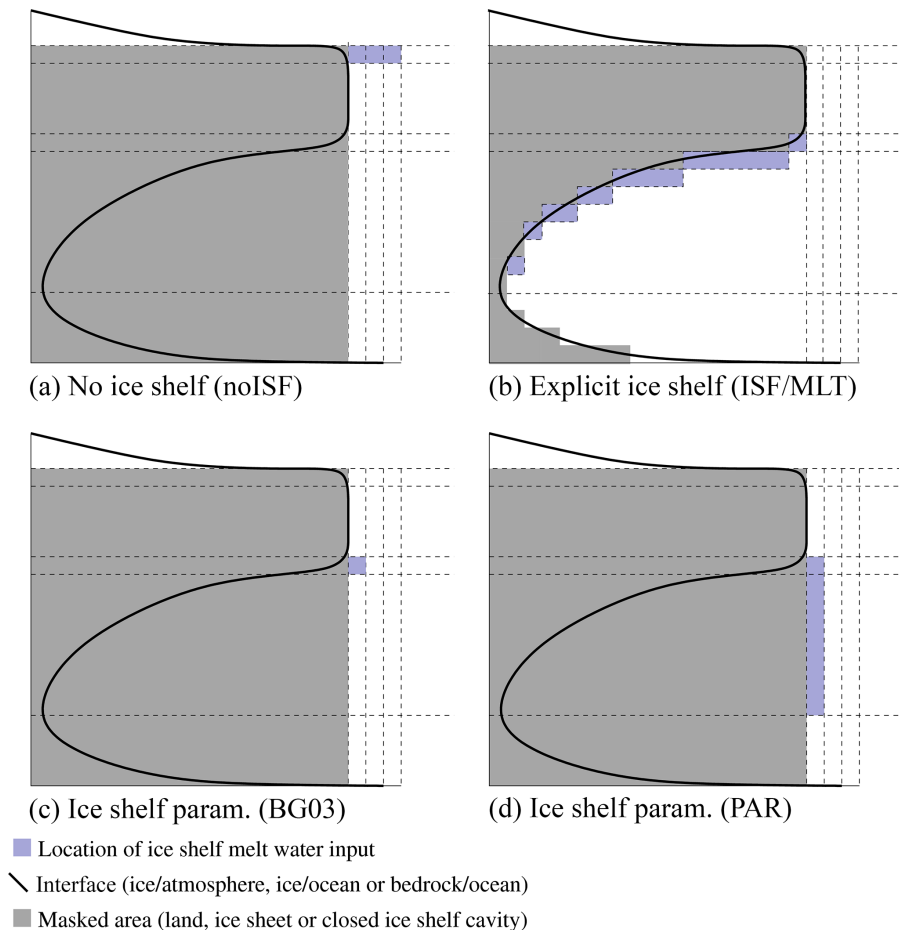 (a) No ice shelf (noISF)
(b) Explicit ice shelf (ISF/MLT)
(c) Ice shelf param. (BG03)
(d) Ice shelf param. (PAR)
Location of ice shelf melt water input
Interface (ice/atmosphere, ice/ocean or bedrock/ocean)
Masked area (land, ice sheet or closed ice shelf cavity)